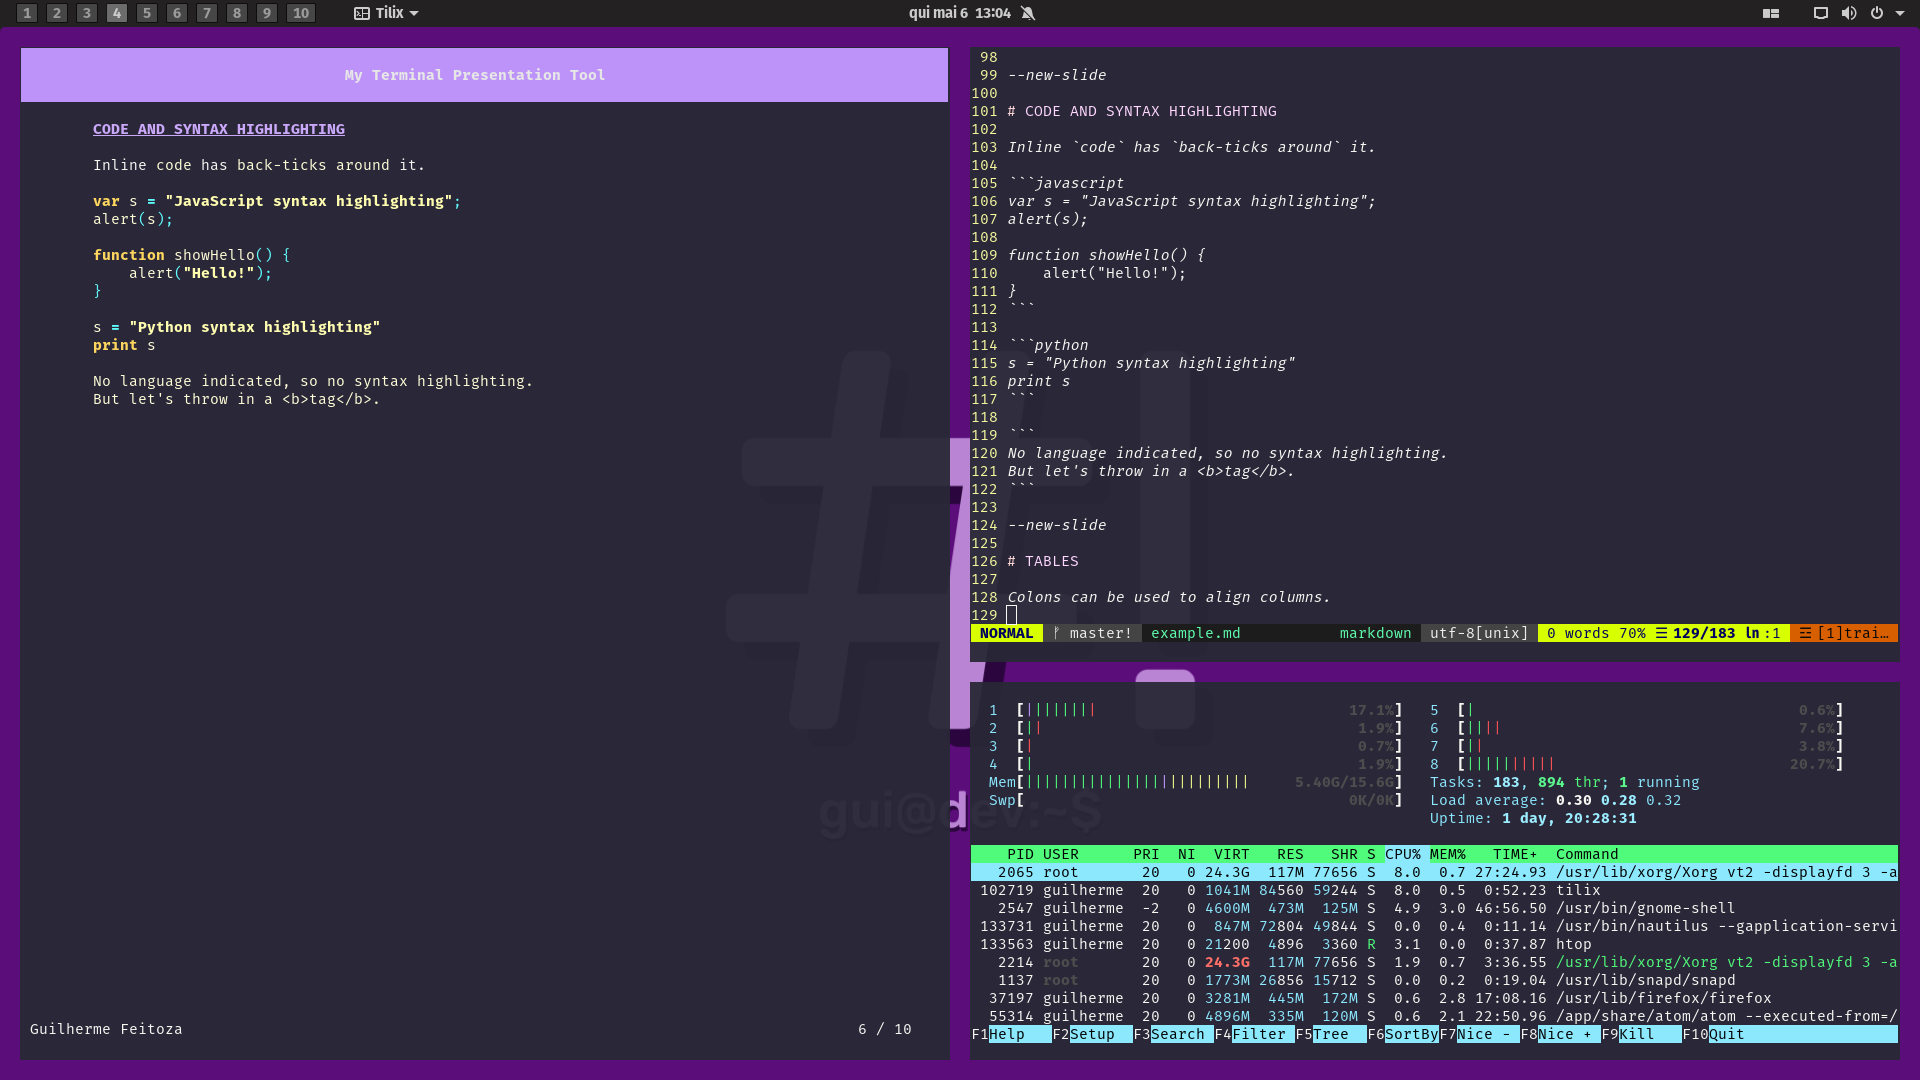 1 2 3 4 5 6 7 8 9 10 Tilix qui mai 6 13:04
My Terminal Presentation Tool
CODE AND SYNTAX HIGHLIGHTING
Inline code has back-ticks around it.
var s = "JavaScript syntax highlighting";
alert(s);
function showHello() {
    alert("Hello!");
}
s = "Python syntax highlighting"
print s
No language indicated, so no syntax highlighting.
But let's throw in a <b>tag</b>.
Guilherme Feitoza 6 / 10
98
99 --new-slide
100
101 # CODE AND SYNTAX HIGHLIGHTING
102
103 Inline `code` has `back-ticks around` it.
104
105 ```javascript
106 var s = "JavaScript syntax highlighting";
107 alert(s);
108
109 function showHello() {
110     alert("Hello!");
111 }
112 ```
113
114 ```python
115 s = "Python syntax highlighting"
116 print s
117 ```
118
119 ```
120 No language indicated, so no syntax highlighting.
121 But let's throw in a <b>tag</b>.
122 ```
123
124 --new-slide
125
126 # TABLES
127
128 Colons can be used to align columns.
129
NORMAL master! example.md markdown utf-8[unix] 0 words 70% ☰ 129/183 ln :1 ☲ [1]trai…
#!
gui@dev:~$
1 [||||||||| 17.1%] 5 [| 0.6%]
2 [|| 1.9%] 6 [|||| 7.6%]
3 [| 0.7%] 7 [|| 3.8%]
4 [| 1.9%] 8 [|||||||||| 20.7%]
Mem[||||||||||||||||||||||||| 5.40G/15.6G] Tasks: 183, 894 thr; 1 running
Swp[ 0K/0K] Load average: 0.30 0.28 0.32
Uptime: 1 day, 20:28:31
PID USER PRI NI VIRT RES SHR S CPU% MEM% TIME+ Command
2065 root 20 0 24.3G 117M 77656 S 8.0 0.7 27:24.93 /usr/lib/xorg/Xorg vt2 -displayfd 3 -a
102719 guilherme 20 0 1041M 84560 59244 S 8.0 0.5 0:52.23 tilix
2547 guilherme -2 0 4600M 473M 125M S 4.9 3.0 46:56.50 /usr/bin/gnome-shell
133731 guilherme 20 0 847M 72804 49844 S 0.0 0.4 0:11.14 /usr/bin/nautilus --gapplication-servi
133563 guilherme 20 0 21200 4896 3360 R 3.1 0.0 0:37.87 htop
2214 root 20 0 24.3G 117M 77656 S 1.9 0.7 3:36.55 /usr/lib/xorg/Xorg vt2 -displayfd 3 -a
1137 root 20 0 1773M 26856 15712 S 0.0 0.2 0:19.04 /usr/lib/snapd/snapd
37197 guilherme 20 0 3281M 445M 172M S 0.6 2.8 17:08.16 /usr/lib/firefox/firefox
55314 guilherme 20 0 4896M 335M 120M S 0.6 2.1 22:50.96 /app/share/atom/atom --executed-from=/
F1Help F2Setup F3Search F4Filter F5Tree F6SortBy F7Nice - F8Nice + F9Kill F10Quit